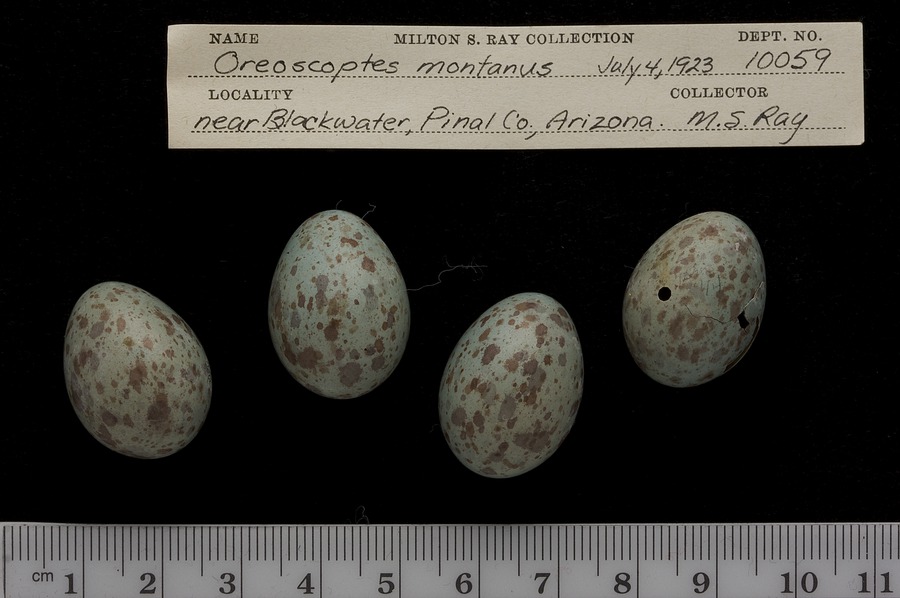 NAME MILTON S. RAY COLLECTION DEPT. NO.
Oreoscoptes montanus July 4, 1923 10059
LOCALITY COLLECTOR
near Blackwater, Pinal Co., Arizona. M.S. Ray
cm 1 2 3 4 5 6 7 8 9 10 11